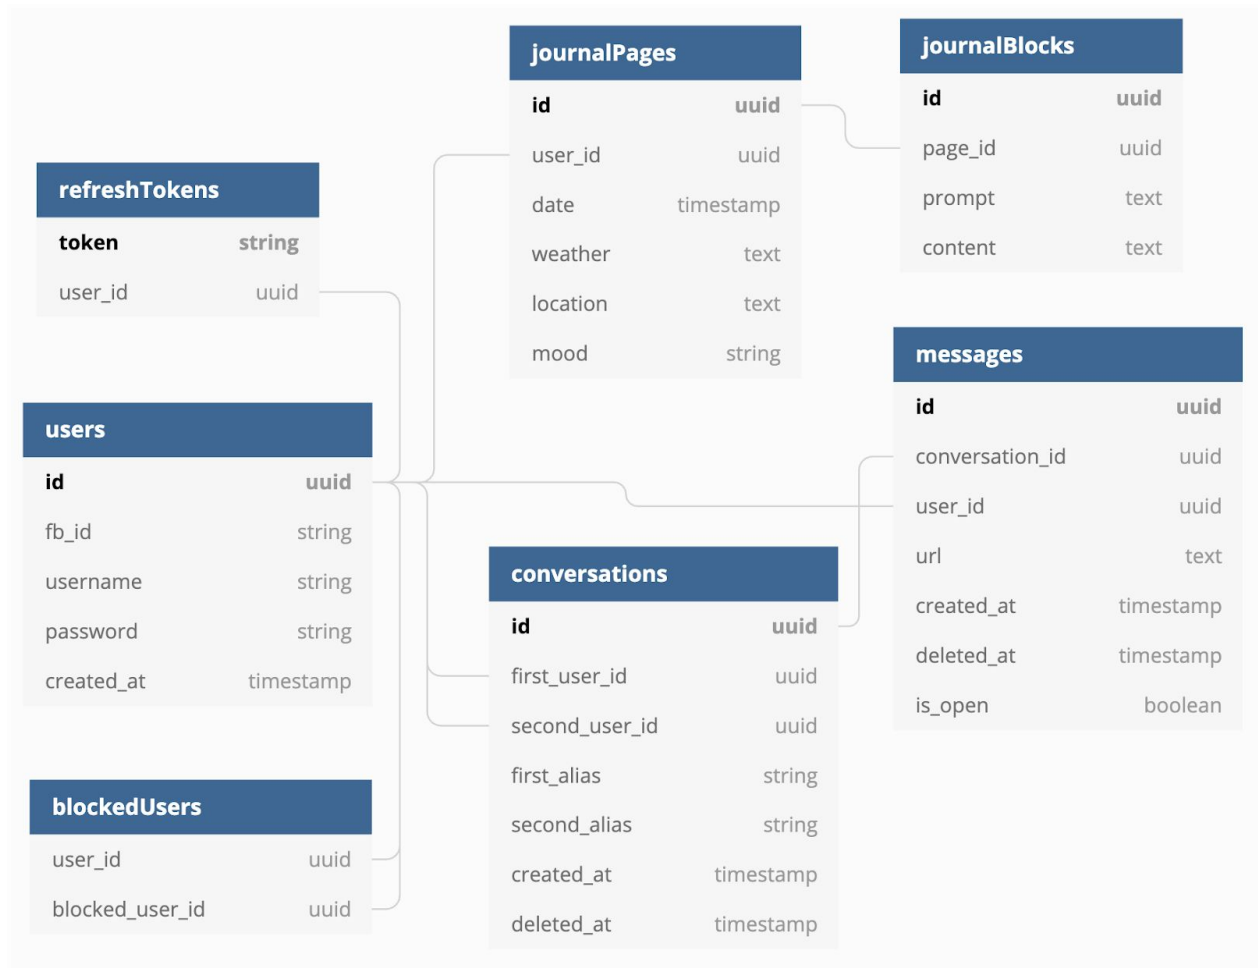 refreshTokens
token string
user_id uuid
users
id uuid
fb_id string
username string
password string
created_at timestamp
blockedUsers
user_id uuid
blocked_user_id uuid
journalPages
id uuid
user_id uuid
date timestamp
weather text
location text
mood string
conversations
id uuid
first_user_id uuid
second_user_id uuid
first_alias string
second_alias string
created_at timestamp
deleted_at timestamp
journalBlocks
id uuid
page_id uuid
prompt text
content text
messages
id uuid
conversation_id uuid
user_id uuid
url text
created_at timestamp
deleted_at timestamp
is_open boolean